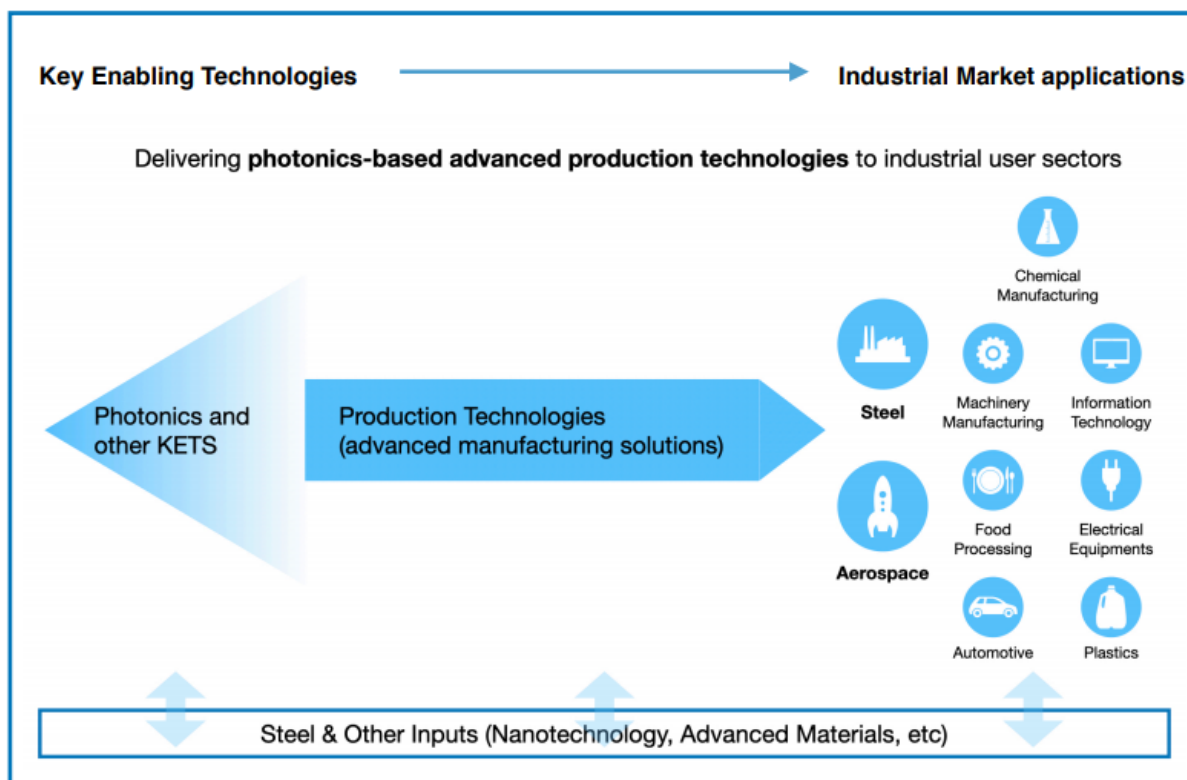 Key Enabling Technologies
Industrial Market applications
Delivering photonics-based advanced production technologies to industrial user sectors
Chemical
Manufacturing
Photonics and
other KETS
Production Technologies
(advanced manufacturing solutions)
Steel
Machinery
Manufacturing
Information
Technology
Aerospace
Food
Processing
Electrical
Equipments
Automotive
Plastics
Steel & Other Inputs (Nanotechnology, Advanced Materials, etc)